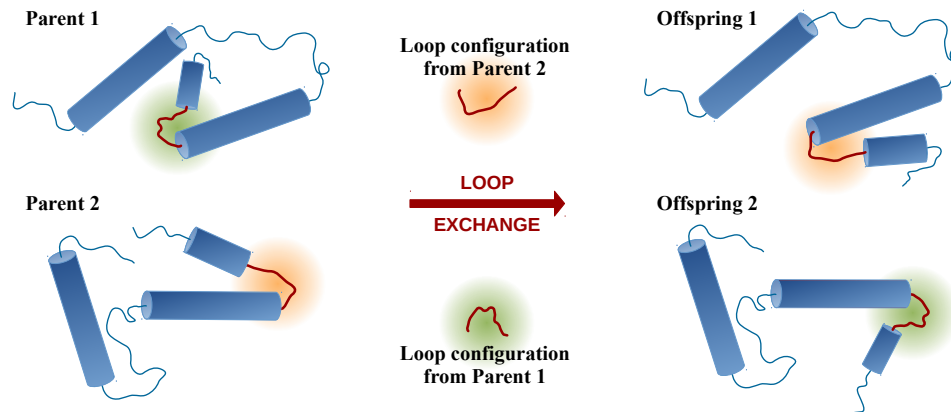 Parent 1
Loop configuration
from Parent 2
Offspring 1
LOOP
EXCHANGE
Parent 2
Offspring 2
Loop configuration
from Parent 1